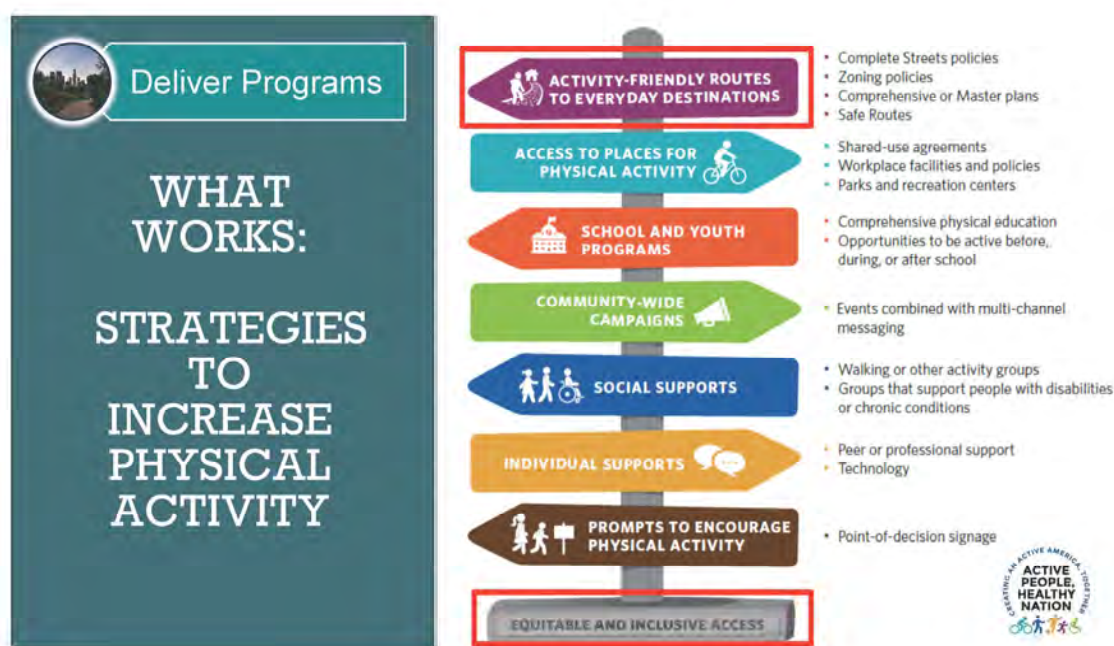 Deliver Programs
WHAT
WORKS:
STRATEGIES
TO
INCREASE
PHYSICAL
ACTIVITY
ACTIVITY-FRIENDLY ROUTES
TO EVERYDAY DESTINATIONS
• Complete Streets policies
• Zoning policies
• Comprehensive or Master plans
• Safe Routes
ACCESS TO PLACES FOR
PHYSICAL ACTIVITY
• Shared-use agreements
• Workplace facilities and policies
• Parks and recreation centers
SCHOOL AND YOUTH
PROGRAMS
• Comprehensive physical education
• Opportunities to be active before,
during, or after school
COMMUNITY-WIDE
CAMPAIGNS
• Events combined with multi-channel
messaging
SOCIAL SUPPORTS
• Walking or other activity groups
• Groups that support people with disabilities
or chronic conditions
INDIVIDUAL SUPPORTS
• Peer or professional support
• Technology
PROMPTS TO ENCOURAGE
PHYSICAL ACTIVITY
• Point-of-decision signage
EQUITABLE AND INCLUSIVE ACCESS
CREATING AN ACTIVE AMERICA, TOGETHER
ACTIVE
PEOPLE,
HEALTHY
NATION